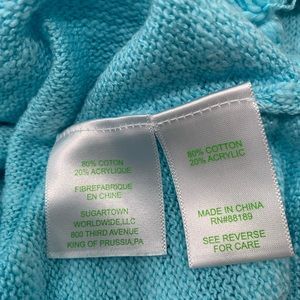 80% COTTON
20% ACRYLIQUE
FIBREFABRIQUE
EN CHINE
SUGARTOWN
WORLDWIDE,LLC
800 THIRD AVENUE
KING OF PRUSSIA,PA
80% COTTON
20% ACRYLIC
MADE IN CHINA
RN#88189
SEE REVERSE
FOR CARE